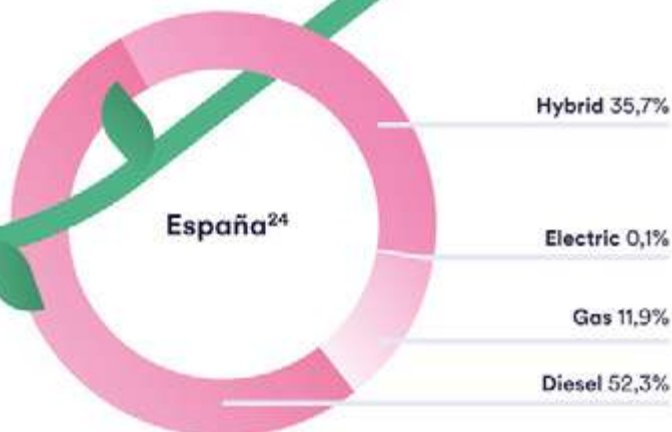 España²⁴
Hybrid 35,7%
Electric 0,1%
Gas 11,9%
Diesel 52,3%